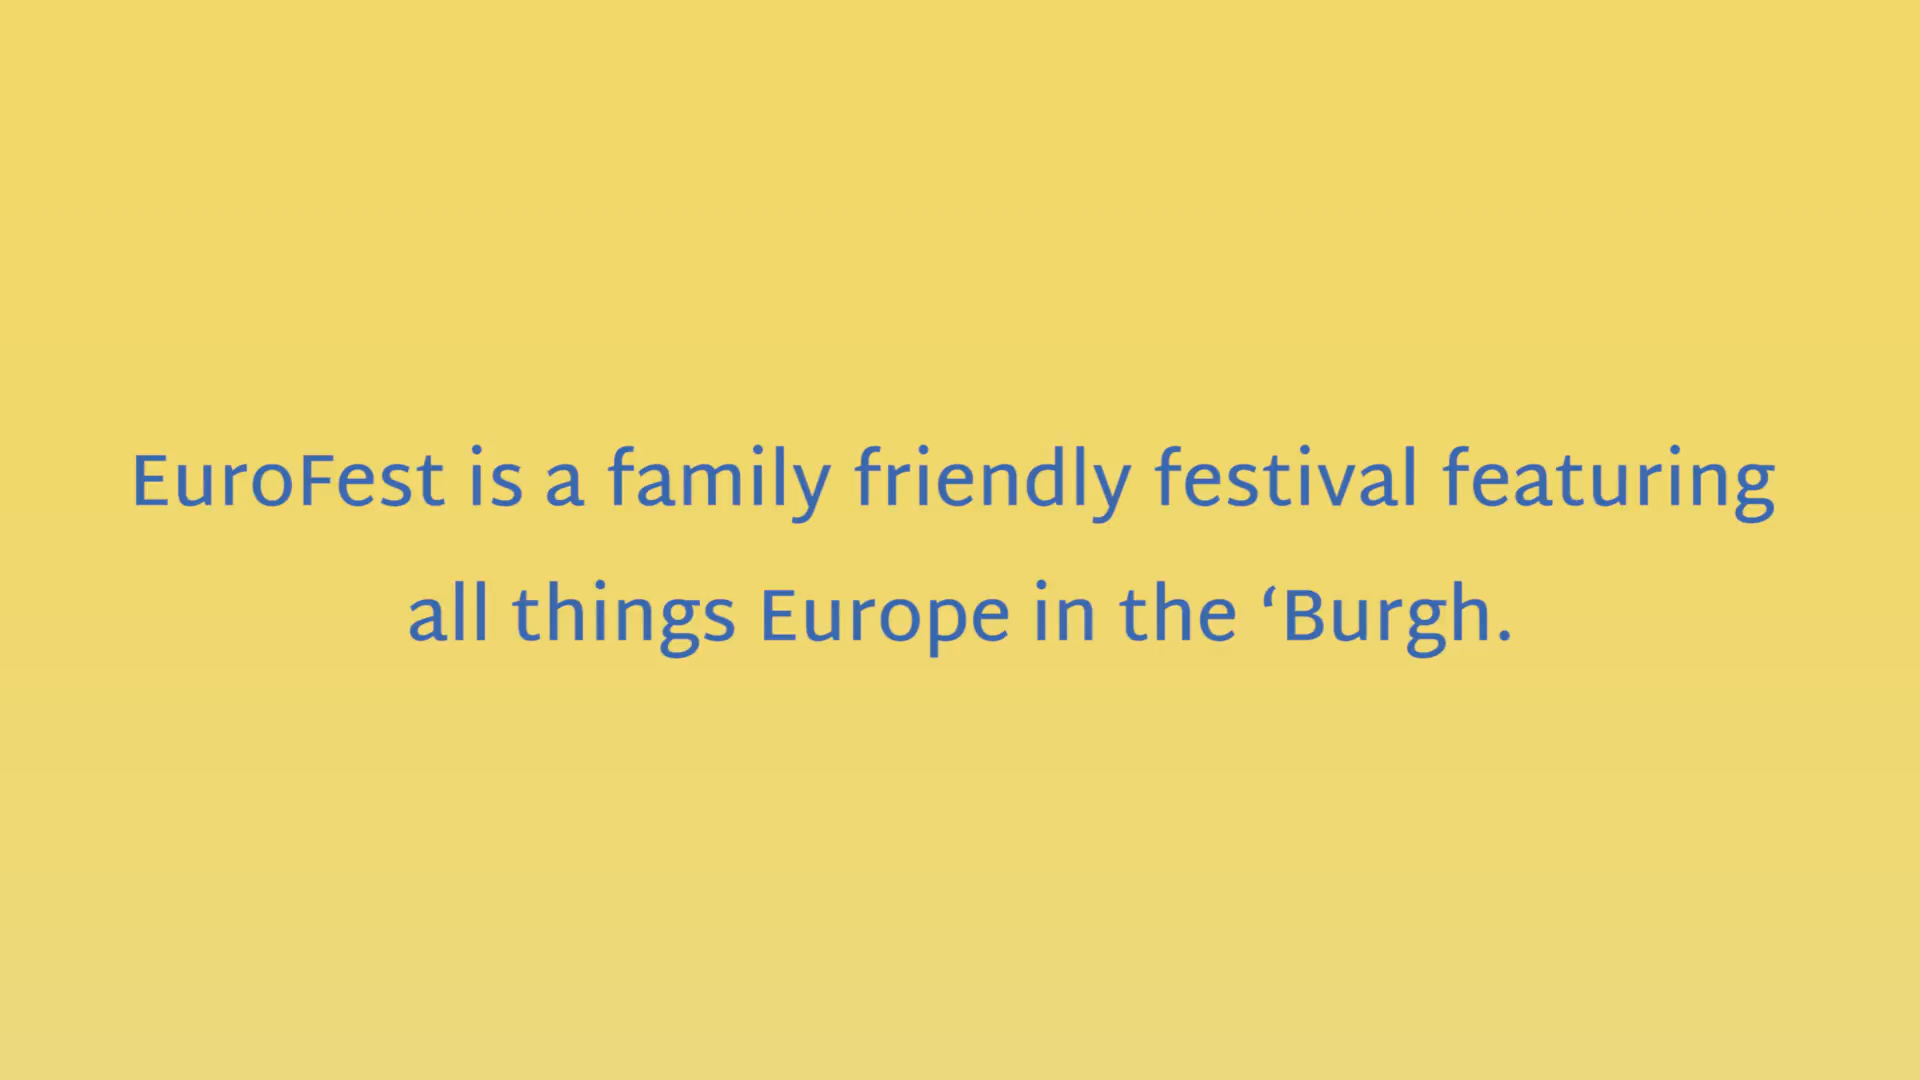 EuroFest is a family friendly festival featuring
all things Europe in the ‘Burgh.